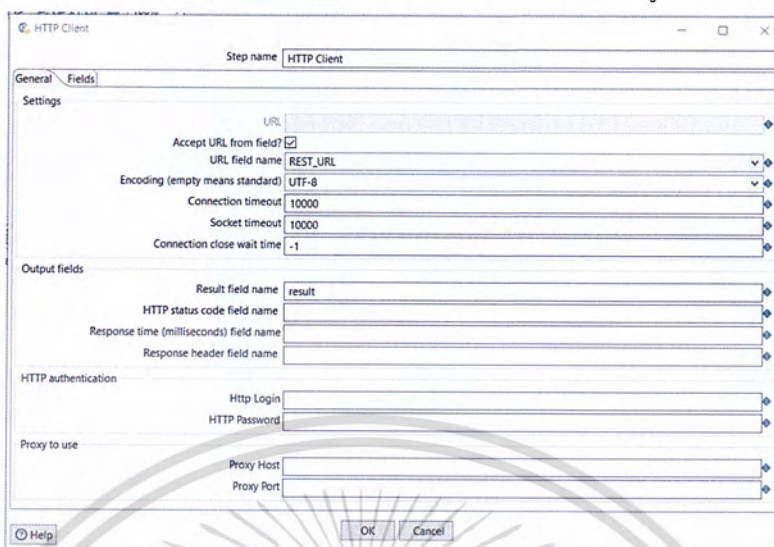 HTTP Client
Step name HTTP Client
General Fields
Settings
URL
Accept URL from field?
URL field name REST_URL
Encoding (empty means standard) UTF-8
Connection timeout 10000
Socket timeout 10000
Connection close wait time -1
Output fields
Result field name result
HTTP status code field name
Response time (milliseconds) field name
Response header field name
HTTP authentication
Http Login
HTTP Password
Proxy to use
Proxy Host
Proxy Port
Help OK Cancel